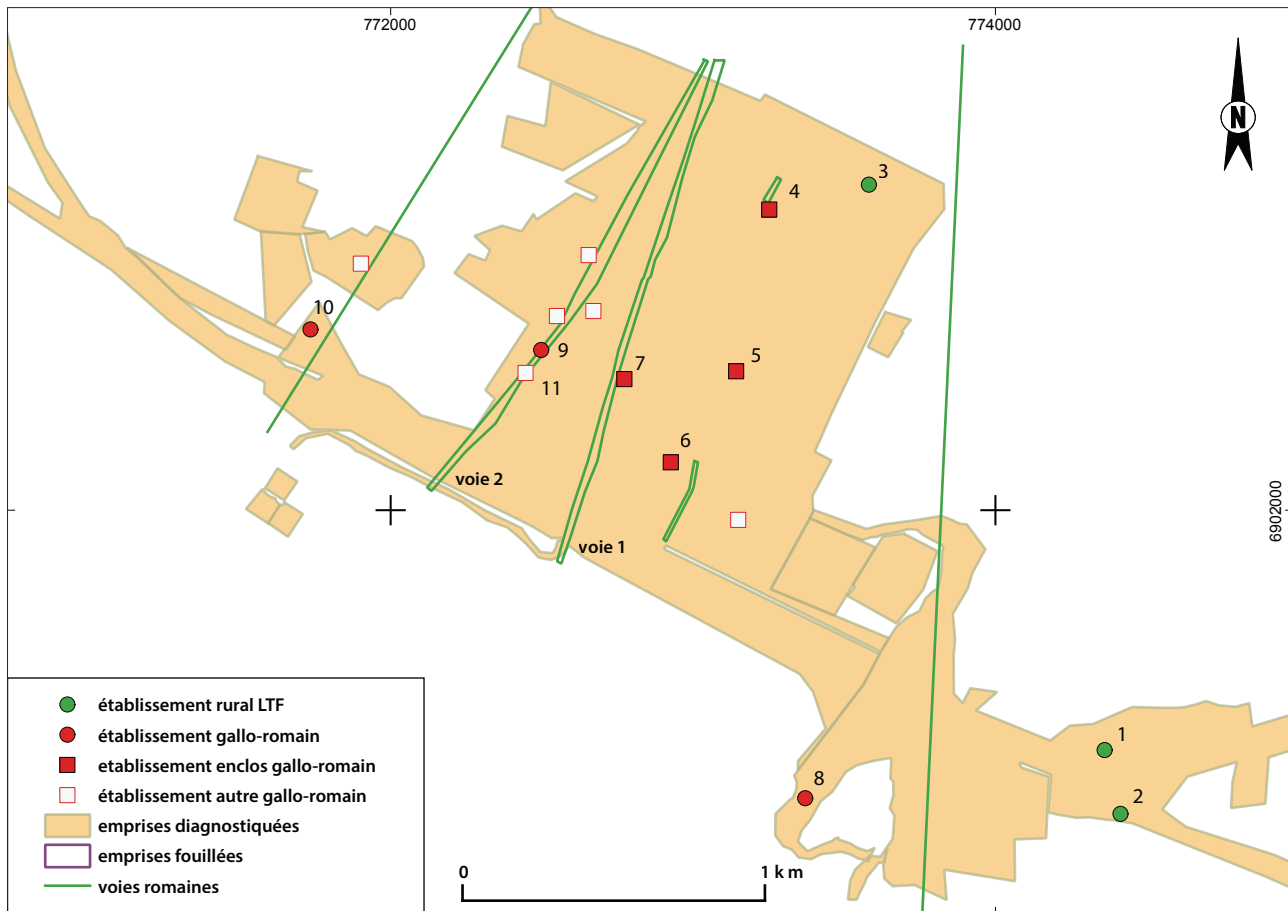 772000
774000
N
3
4
10
9
7
5
11
6
voie 2
6902000
voie 1
établissement rural LTF
établissement gallo-romain
etablissement enclos gallo-romain
établissement autre gallo-romain
emprises diagnostiquées
emprises fouillées
voies romaines
0
1 k m
8
1
2